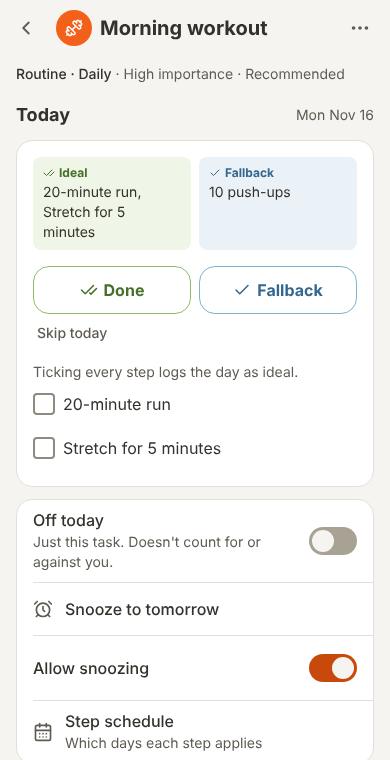 Morning workout
Routine · Daily · High importance · Recommended
Today
Mon Nov 16
Ideal
20-minute run,
Stretch for 5
minutes
Fallback
10 push-ups
Done
Fallback
Skip today
Ticking every step logs the day as ideal.
20-minute run
Stretch for 5 minutes
Off today
Just this task. Doesn't count for or
against you.
Snooze to tomorrow
Allow snoozing
Step schedule
Which days each step applies